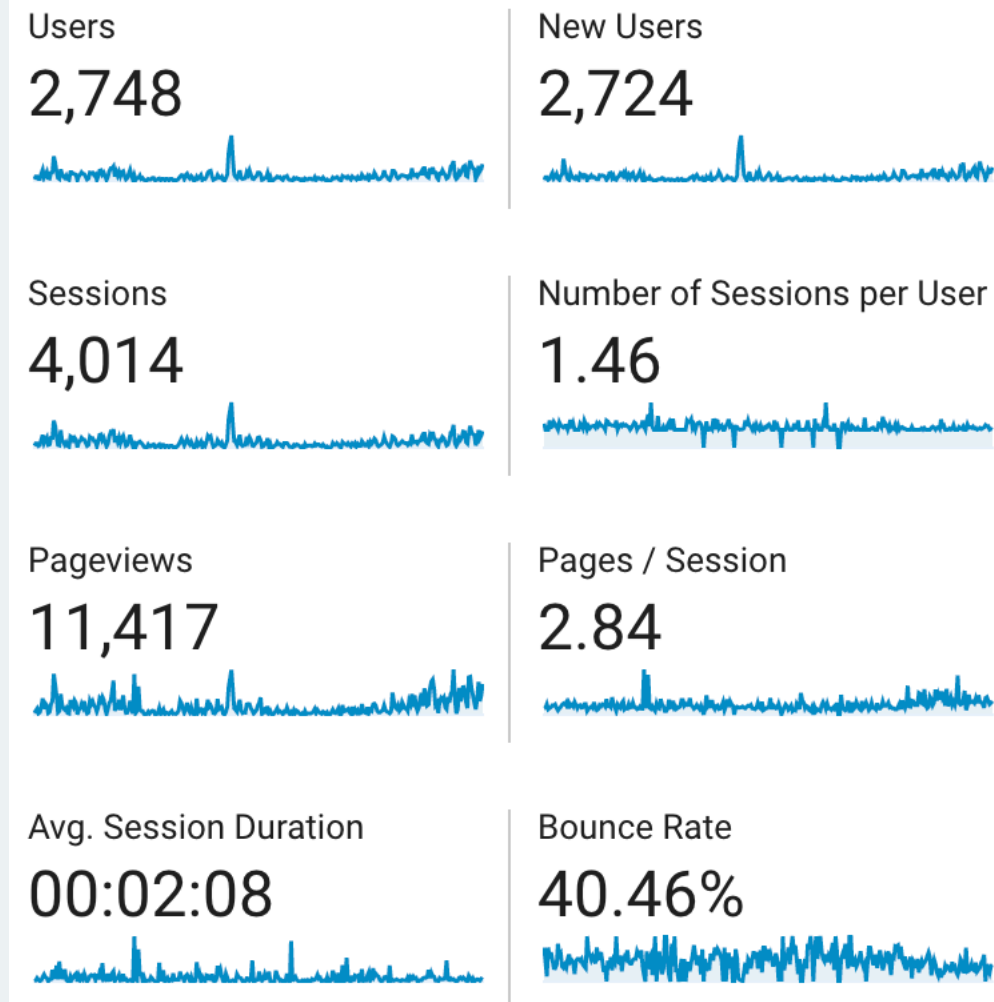 Users
2,748
New Users
2,724
Sessions
4,014
Number of Sessions per User
1.46
Pageviews
11,417
Pages / Session
2.84
Avg. Session Duration
00:02:08
Bounce Rate
40.46%